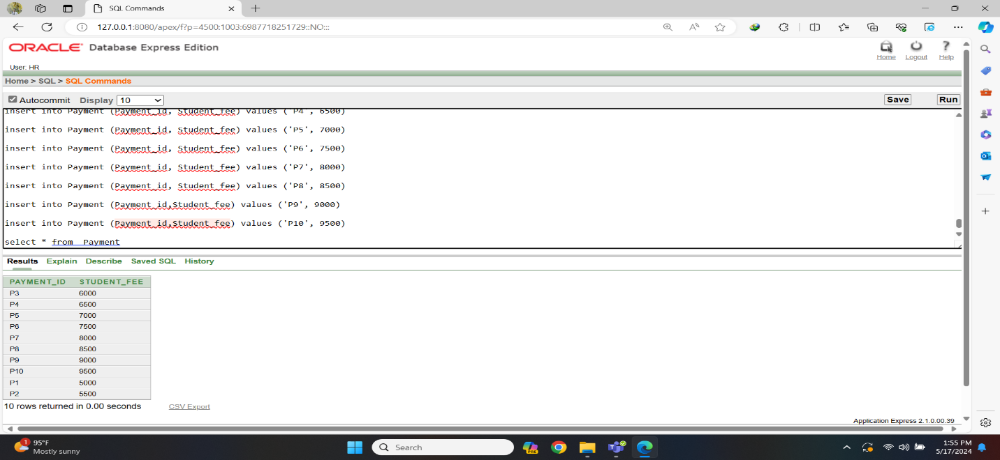 SQL Commands
127.0.0.1:8080/apex/f?p=4500:1003:6987718251729::NO:::
ORACLE Database Express Edition
Home Logout Help
User: HR
Home > SQL > SQL Commands
Autocommit Display 10 Save Run
insert into Payment (Payment_id, Student_fee) values ('P4', 6500)
insert into Payment (Payment_id, Student_fee) values ('P5', 7000)
insert into Payment (Payment_id, Student_fee) values ('P6', 7500)
insert into Payment (Payment_id, Student_fee) values ('P7', 8000)
insert into Payment (Payment_id, Student_fee) values ('P8', 8500)
insert into Payment (Payment_id,Student_fee) values ('P9', 9000)
insert into Payment (Payment_id,Student_fee) values ('P10', 9500)
select * from  Payment
Results Explain Describe Saved SQL History
PAYMENT_ID STUDENT_FEE
P3 6000
P4 6500
P5 7000
P6 7500
P7 8000
P8 8500
P9 9000
P10 9500
P1 5000
P2 5500
10 rows returned in 0.00 seconds CSV Export
Application Express 2.1.0.00.39
1 95°F
Mostly sunny
Search
PRE
1:55 PM
5/17/2024